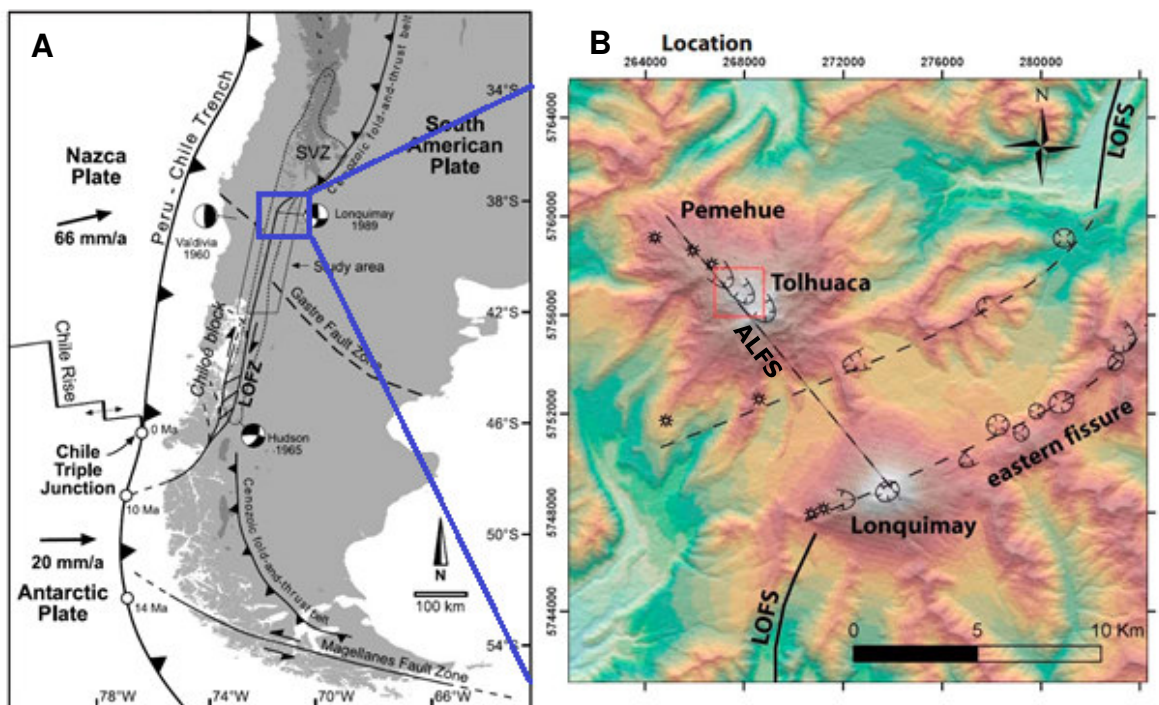 A
Peru - Chile Trench
Cenozoic fold-and-thrust belt
34°S
South
American
Plate
SVZ
Nazca
Plate
66 mm/a
38°S
Lonquimay
1989
Valdivia
1960
Study area
42°S
Gastre Fault Zone
Chiloé block
LOFZ
Chile Rise
46°S
0 Ma
Hudson
1965
Chile
Triple
Junction
10 Ma
Cenozoic fold-and-thrust belt
50°S
20 mm/a
N
100 km
Antarctic
Plate
14 Ma
54°S
Magellanes Fault Zone
78°W
74°W
70°W
66°W
B
Location
264000
268000
272000
276000
280000
5764000
5760000
5756000
5752000
5748000
5744000
N
LOFS
Pemehue
Tolhuaca
ALFS
eastern fissure
Lonquimay
LOFS
0
5
10 Km